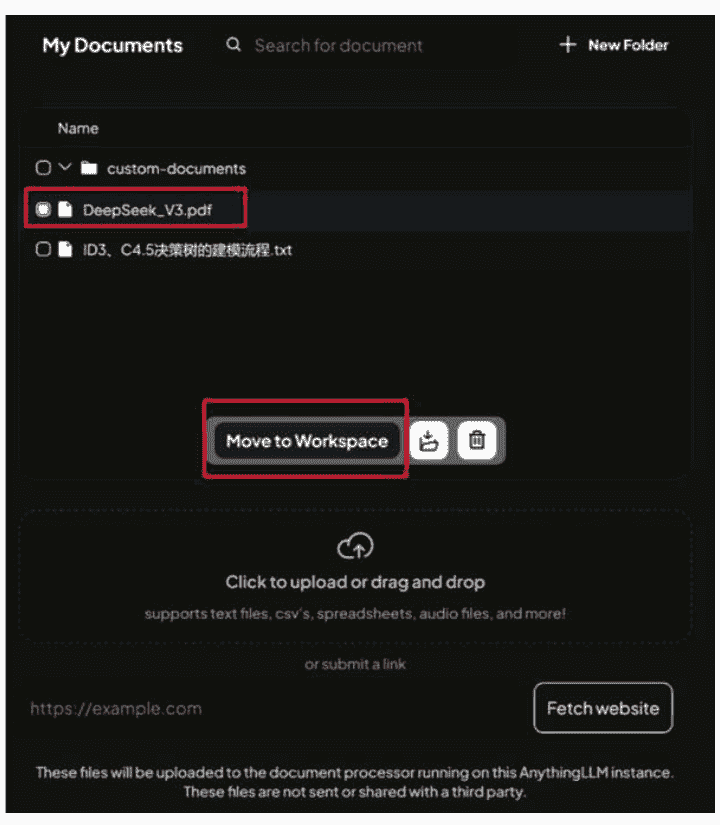 My Documents
Search for document
New Folder
Name
custom-documents
DeepSeek_V3.pdf
ID3、C4.5决策树的建模流程.txt
Move to Workspace
Click to upload or drag and drop
supports text files, csv's, spreadsheets, audio files, and more!
or submit a link
https://example.com
Fetch website
These files will be uploaded to the document processor running on this AnythingLLM instance.
These files are not sent or shared with a third party.